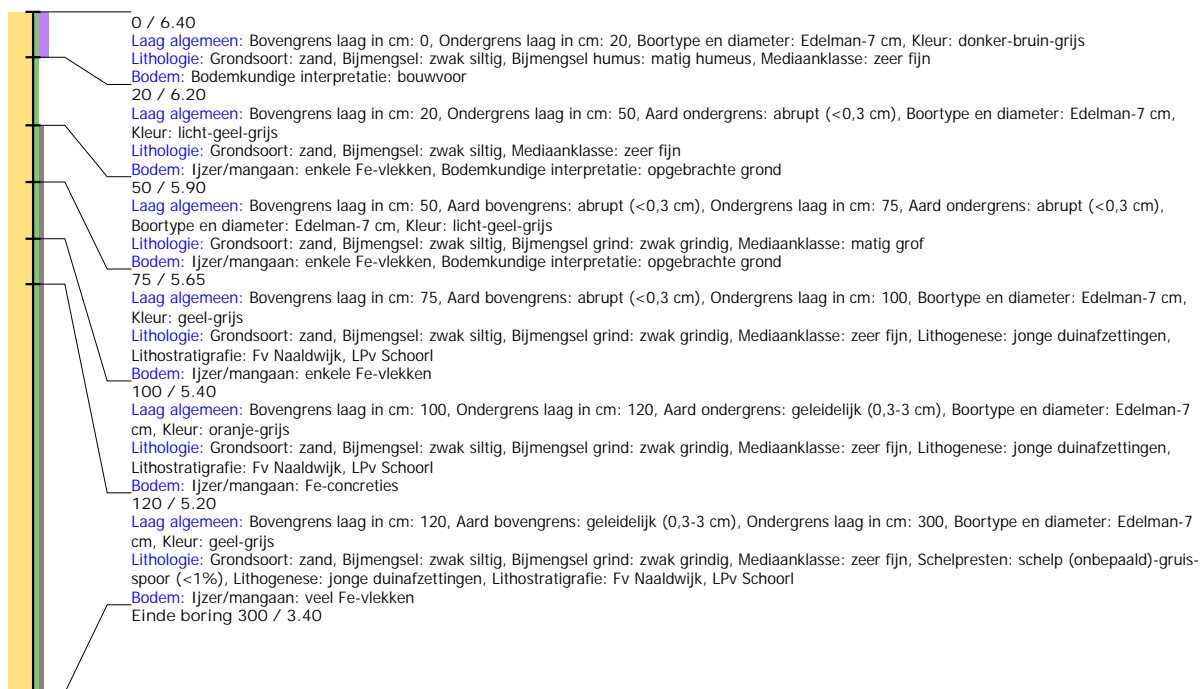 0 / 6.40
Laag algemeen: Bovengrens laag in cm: 0, Ondergrens laag in cm: 20, Boortype en diameter: Edelman-7 cm, Kleur: donker-bruin-grijs
Lithologie: Grondsoort: zand, Bijmengsel: zwak siltig, Bijmengsel humus: matig humeus, Mediaanklasse: zeer fijn
Bodem: Bodemkundige interpretatie: bouwvoor
20 / 6.20
Laag algemeen: Bovengrens laag in cm: 20, Ondergrens laag in cm: 50, Aard ondergrens: abrupt (<0,3 cm), Boortype en diameter: Edelman-7 cm,
Kleur: licht-geel-grijs
Lithologie: Grondsoort: zand, Bijmengsel: zwak siltig, Mediaanklasse: zeer fijn
Bodem: Ijzer/mangaan: enkele Fe-vlekken, Bodemkundige interpretatie: opgebrachte grond
50 / 5.90
Laag algemeen: Bovengrens laag in cm: 50, Aard bovengrens: abrupt (<0,3 cm), Ondergrens laag in cm: 75, Aard ondergrens: abrupt (<0,3 cm),
Boortype en diameter: Edelman-7 cm, Kleur: licht-geel-grijs
Lithologie: Grondsoort: zand, Bijmengsel: zwak siltig, Bijmengsel grind: zwak grindig, Mediaanklasse: matig grof
Bodem: Ijzer/mangaan: enkele Fe-vlekken, Bodemkundige interpretatie: opgebrachte grond
75 / 5.65
Laag algemeen: Bovengrens laag in cm: 75, Aard bovengrens: abrupt (<0,3 cm), Ondergrens laag in cm: 100, Boortype en diameter: Edelman-7 cm,
Kleur: geel-grijs
Lithologie: Grondsoort: zand, Bijmengsel: zwak siltig, Bijmengsel grind: zwak grindig, Mediaanklasse: zeer fijn, Lithogenese: jonge duinafzettingen,
Lithostratigrafie: Fv Naaldwijk, LPv Schoorl
Bodem: Ijzer/mangaan: enkele Fe-vlekken
100 / 5.40
Laag algemeen: Bovengrens laag in cm: 100, Ondergrens laag in cm: 120, Aard ondergrens: geleidelijk (0,3-3 cm), Boortype en diameter: Edelman-7
cm, Kleur: oranje-grijs
Lithologie: Grondsoort: zand, Bijmengsel: zwak siltig, Bijmengsel grind: zwak grindig, Mediaanklasse: zeer fijn, Lithogenese: jonge duinafzettingen,
Lithostratigrafie: Fv Naaldwijk, LPv Schoorl
Bodem: Ijzer/mangaan: Fe-concreties
120 / 5.20
Laag algemeen: Bovengrens laag in cm: 120, Aard bovengrens: geleidelijk (0,3-3 cm), Ondergrens laag in cm: 300, Boortype en diameter: Edelman-7
cm, Kleur: geel-grijs
Lithologie: Grondsoort: zand, Bijmengsel: zwak siltig, Bijmengsel grind: zwak grindig, Mediaanklasse: zeer fijn, Schelpresten: schelp (onbepaald)-gruis-
spoor (<1%), Lithogenese: jonge duinafzettingen, Lithostratigrafie: Fv Naaldwijk, LPv Schoorl
Bodem: Ijzer/mangaan: veel Fe-vlekken
Einde boring 300 / 3.40